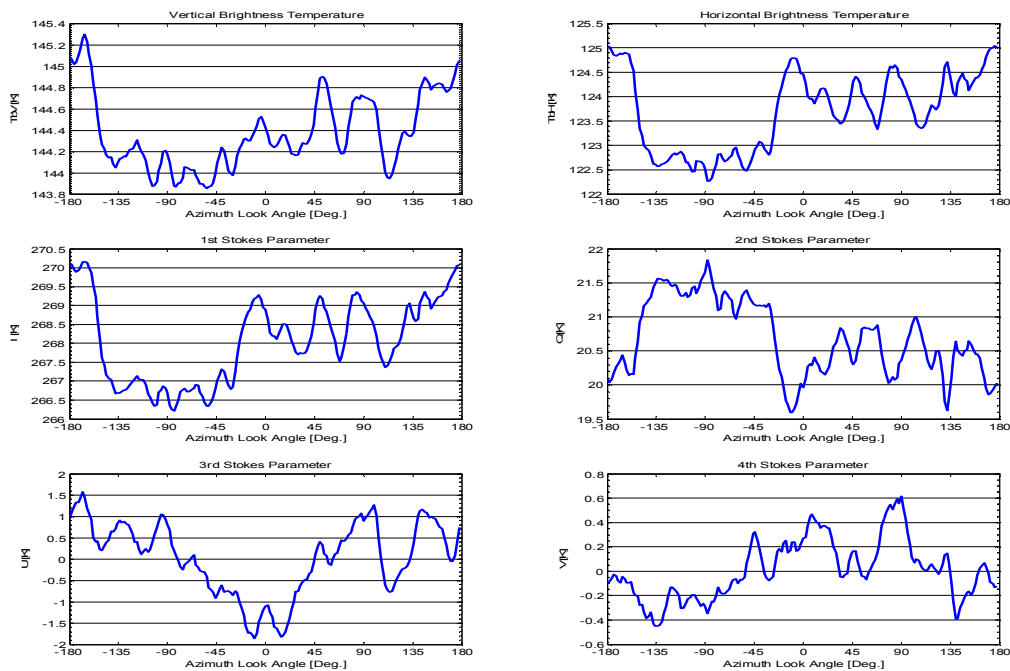 Vertical Brightness Temperature
TbV[K]
145.4
145.2
145
144.8
144.6
144.4
144.2
144
143.8
-180 -135 -90 -45 0 45 90 135 180
Azimuth Look Angle [Deg.]
Horizontal Brightness Temperature
TbH[K]
125.5
125
124.5
124
123.5
123
122.5
122
-180 -135 -90 -45 0 45 90 135 180
Azimuth Look Angle [Deg.]
1st Stokes Parameter
I [K]
270.5
270
269.5
269
268.5
268
267.5
267
266.5
266
-180 -135 -90 -45 0 45 90 135 180
Azimuth Look Angle [Deg.]
2nd Stokes Parameter
Q[K]
22
21.5
21
20.5
20
19.5
-180 -135 -90 -45 0 45 90 135 180
Azimuth Look Angle [Deg.]
3rd Stokes Parameter
U[K]
2
1.5
1
0.5
0
-0.5
-1
-1.5
-2
-180 -135 -90 -45 0 45 90 135 180
Azimuth Look Angle [Deg.]
4th Stokes Parameter
V[K]
0.8
0.6
0.4
0.2
0
-0.2
-0.4
-0.6
-180 -135 -90 -45 0 45 90 135 180
Azimuth Look Angle [Deg.]